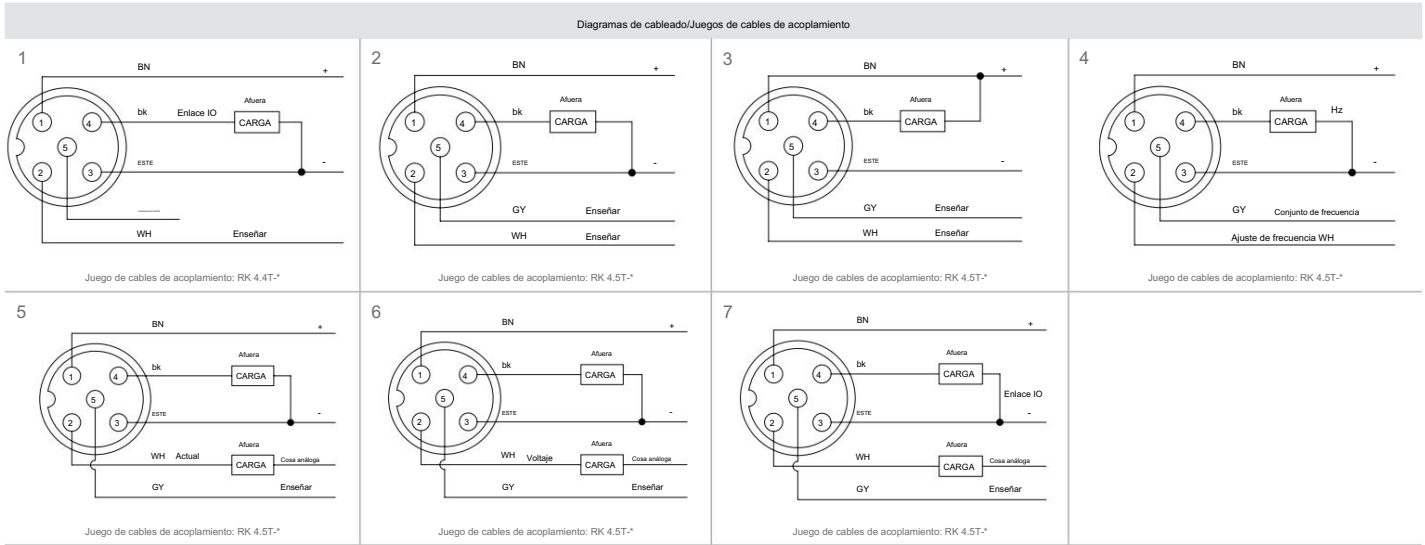 Diagramas de cableado/Juegos de cables de acoplamiento
1
BN
+
Afuera
bk
Enlace IO
CARGA
1
4
5
ESTE
-
2
3
WH
Enseñar
Juego de cables de acoplamiento: RK 4.4T-*
2
BN
+
Afuera
bk
CARGA
1
4
5
ESTE
-
2
3
GY
Enseñar
WH
Enseñar
Juego de cables de acoplamiento: RK 4.5T-*
3
BN
+
Afuera
bk
CARGA
1
4
5
ESTE
-
2
3
GY
Enseñar
WH
Enseñar
Juego de cables de acoplamiento: RK 4.5T-*
4
BN
+
Afuera
bk
CARGA
Hz
1
4
5
ESTE
-
2
3
GY
Conjunto de frecuencia
Ajuste de frecuencia WH
Juego de cables de acoplamiento: RK 4.5T-*
5
BN
+
Afuera
bk
CARGA
1
4
5
ESTE
-
2
3
Afuera
WH
Actual
CARGA
Cosa análoga
GY
Enseñar
Juego de cables de acoplamiento: RK 4.5T-*
6
BN
+
Afuera
bk
CARGA
1
4
5
ESTE
-
2
3
Afuera
WH
Voltaje
CARGA
Cosa análoga
GY
Enseñar
Juego de cables de acoplamiento: RK 4.5T-*
7
BN
+
Afuera
bk
CARGA
1
4
Enlace IO
5
ESTE
-
2
3
Afuera
WH
CARGA
Cosa análoga
GY
Enseñar
Juego de cables de acoplamiento: RK 4.5T-*